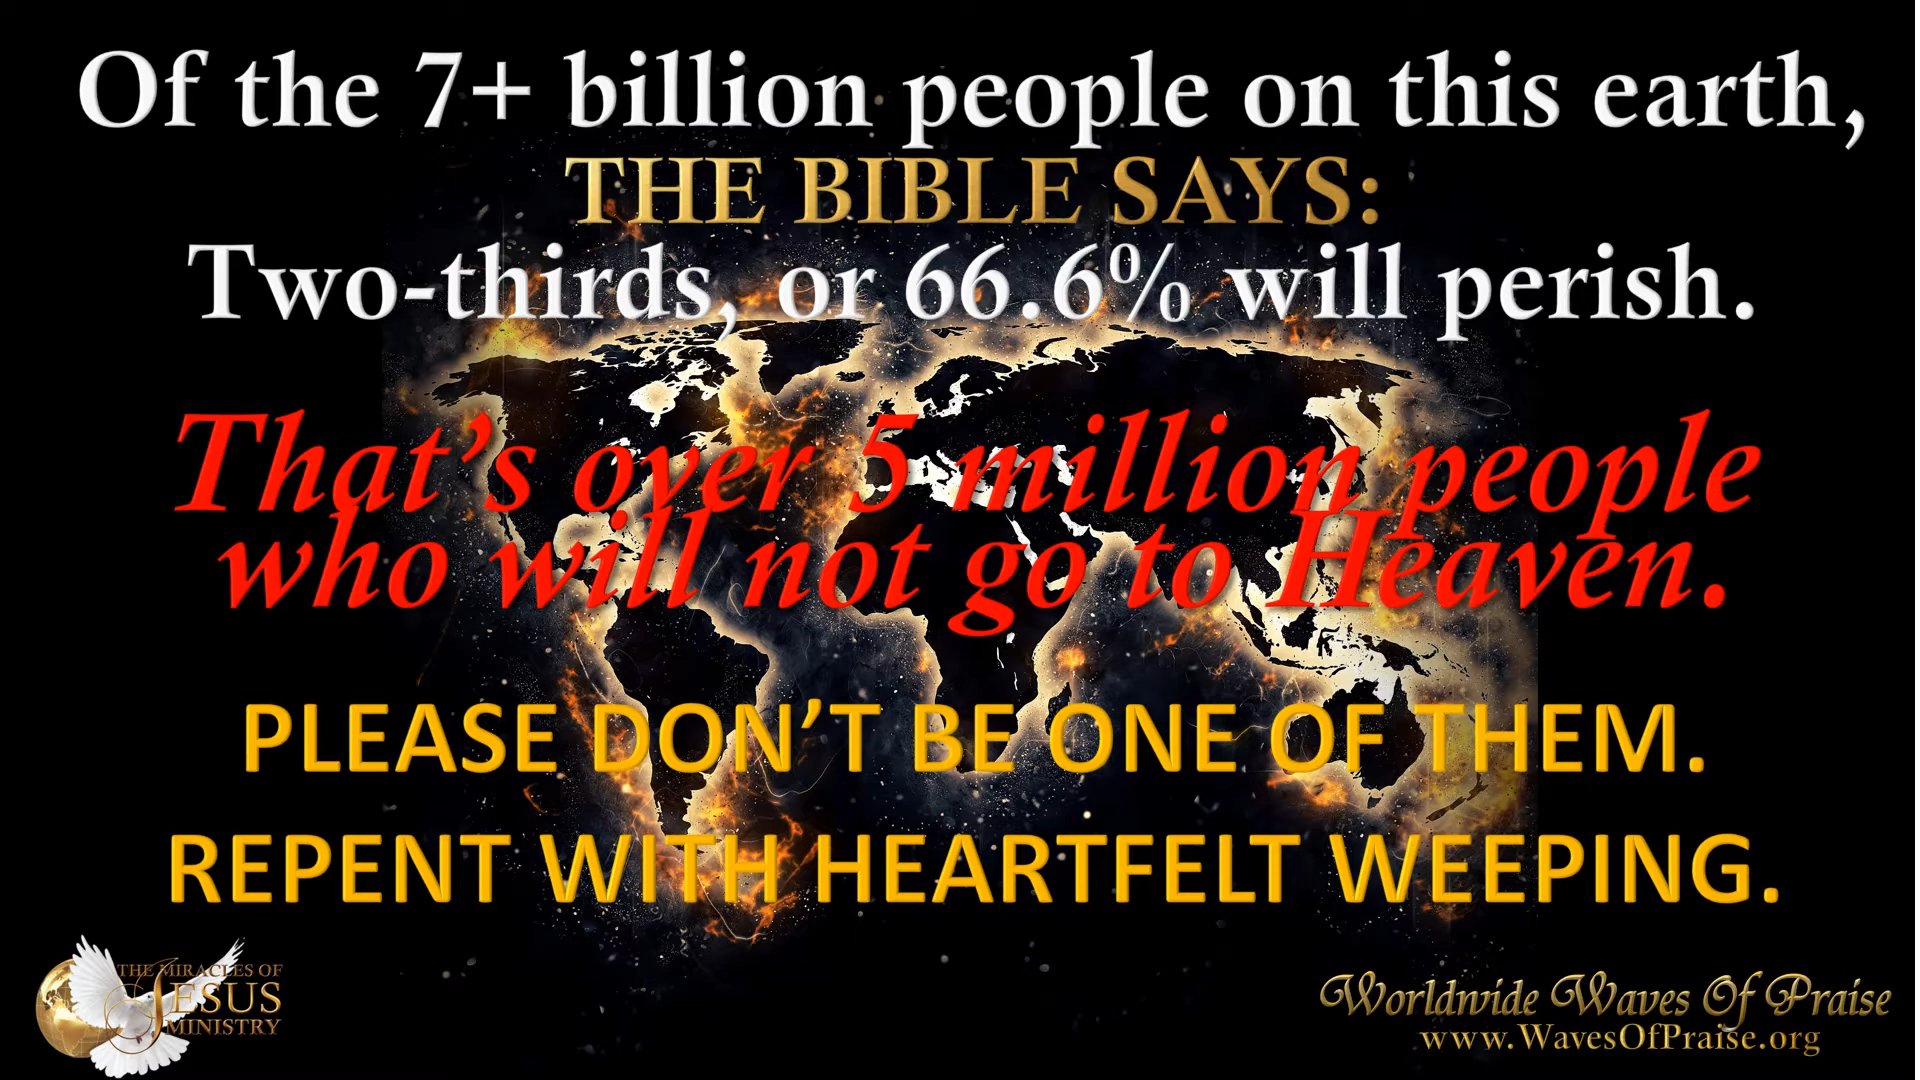 Of the 7+ billion people on this earth,
THE BIBLE SAYS:
Two-thirds, or 66.6% will perish.
That’s over 5 million people
who will not go to Heaven.
PLEASE DON’T BE ONE OF THEM.
REPENT WITH HEARTFELT WEEPING.
THE MIRACLES OF
JESUS
MINISTRY
Worldwide Waves Of Praise
www.WavesOfPraise.org